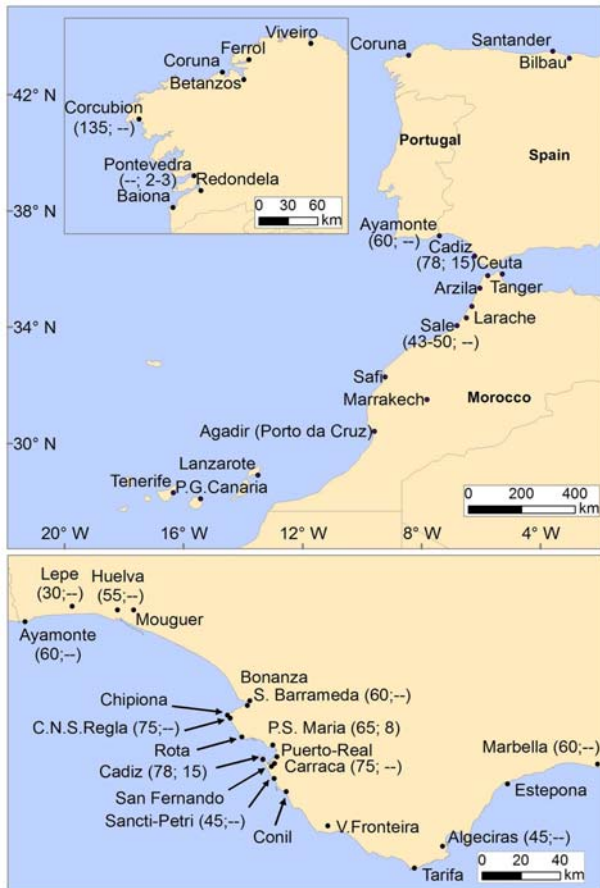 Viveiro
Ferrol
Coruna
Betanzos
Corcubion
(135; --)
Pontevedra
(--; 2-3)
Redondela
Baiona
0 30 60
km
Coruna
Santander
Bilbau
Portugal
Spain
Ayamonte
(60; --)
Cadiz
(78; 15)
Ceuta
Arzila
Tanger
Sale
(43-50; --)
Larache
Safi
Marrakech
Morocco
Agadir (Porto da Cruz)
Lanzarote
Tenerife
P.G.Canaria
0 200 400
km
42° N
38° N
34° N
30° N
20° W 16° W 12° W 8° W 4° W
Lepe
(30;--)
Huelva
(55;--)
Mouguer
Ayamonte
(60;--)
Bonanza
S. Barrameda (60;--)
Chipiona
C.N.S.Regla (75;--)
P.S. Maria (65; 8)
Rota
Puerto-Real
Cadiz (78; 15)
Carraca (75; --)
San Fernando
Sancti-Petri (45;--)
Conil
V.Fronteira
Marbella (60;--)
Estepona
Algeciras (45;--)
Tarifa
0 20 40
km